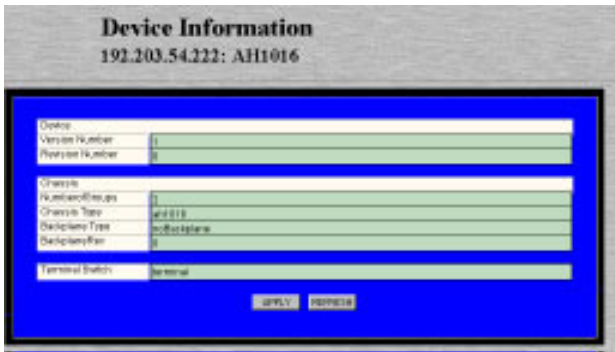 Device Information
192.203.54.222: AH1016
Device
Version Number
Revision Number
Chassis
NumberofGroups
Chassis Type
Backplane Type noBackplane
BackplaneRev
Terminal Switch terminal
APPLY REFRESH